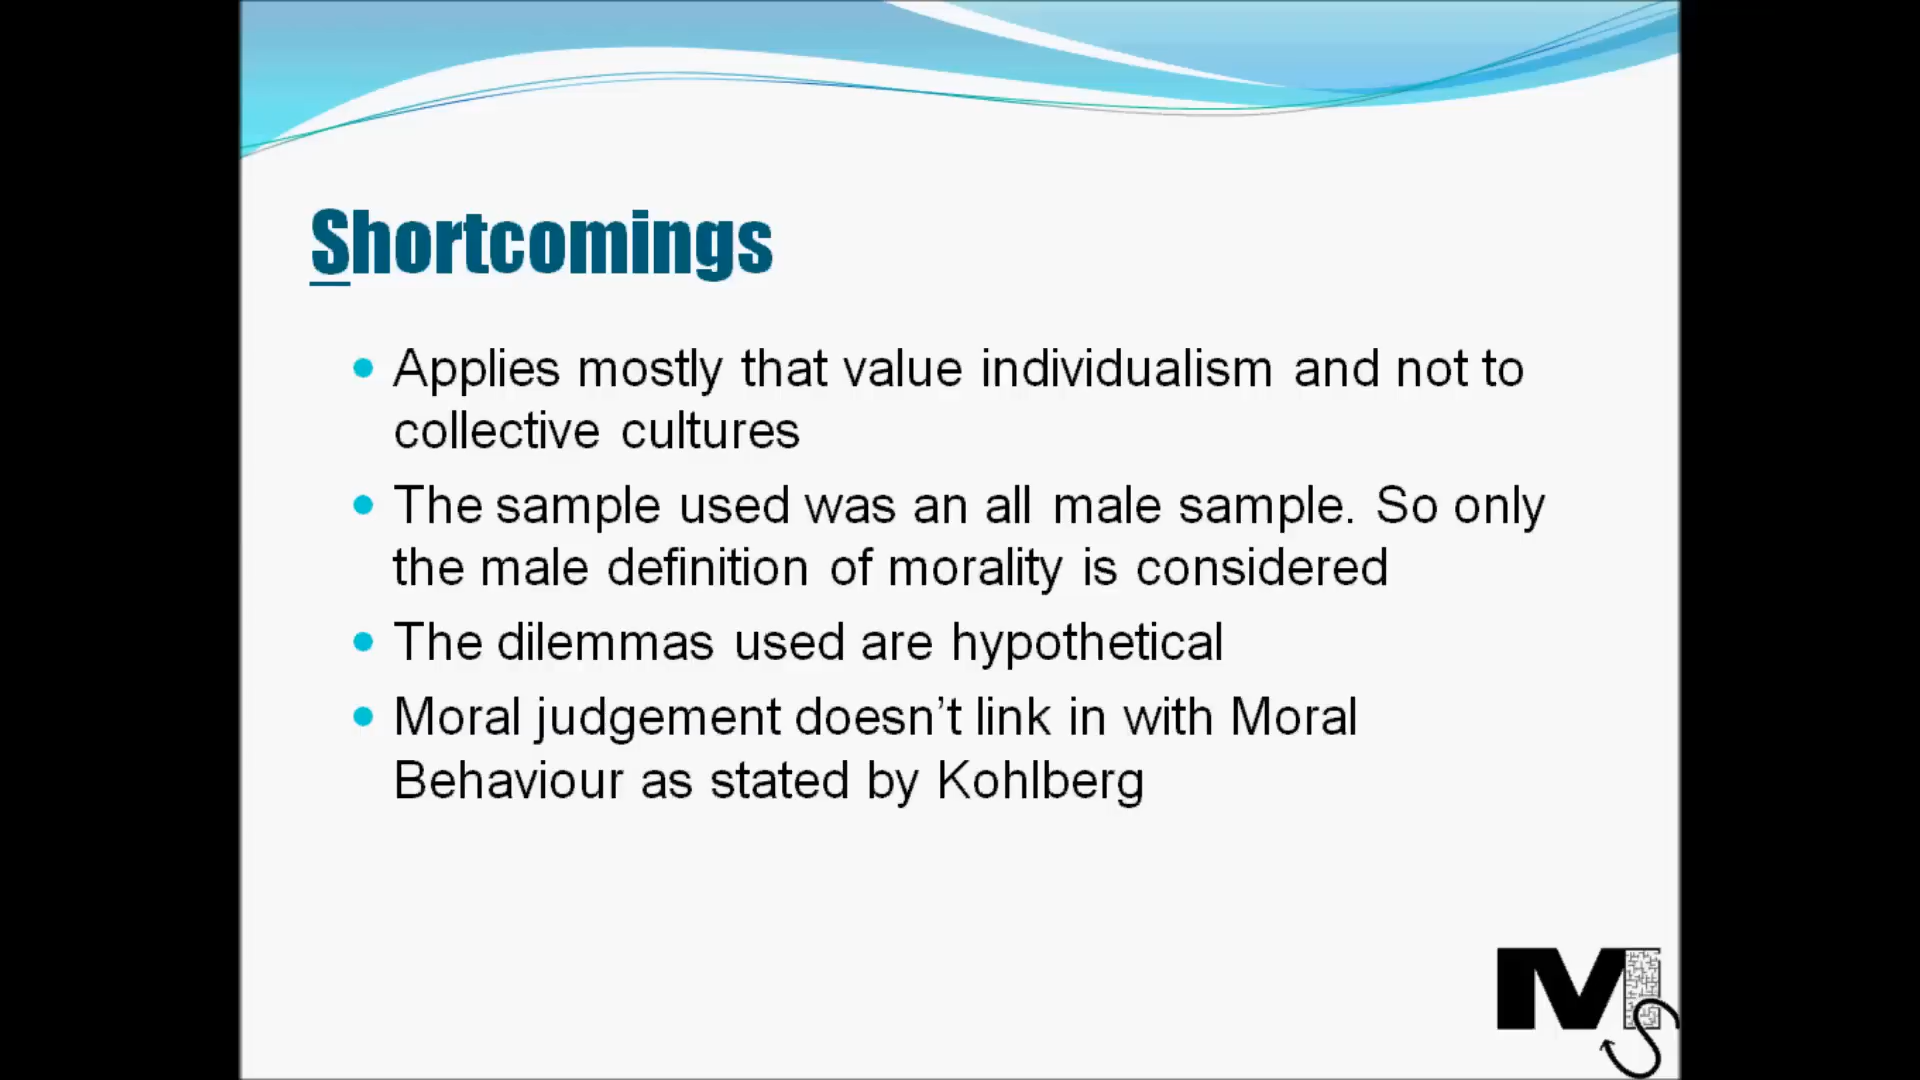 Shortcomings
Applies mostly that value individualism and not to
collective cultures
The sample used was an all male sample. So only
the male definition of morality is considered
The dilemmas used are hypothetical
Moral judgement doesn’t link in with Moral
Behaviour as stated by Kohlberg
MS